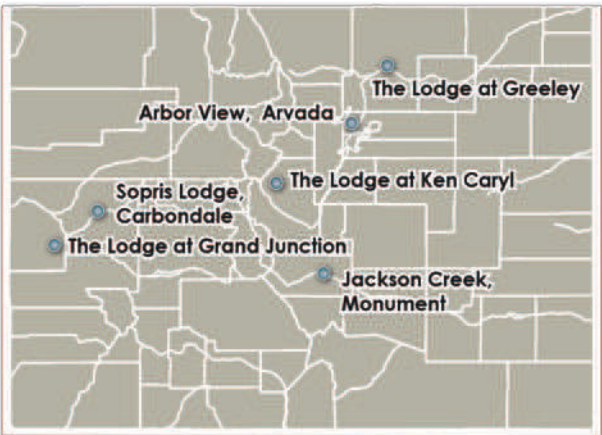 The Lodge at Greeley
Arbor View, Arvada
The Lodge at Ken Caryl
Sopris Lodge,
Carbondale
The Lodge at Grand Junction
Jackson Creek,
Monument